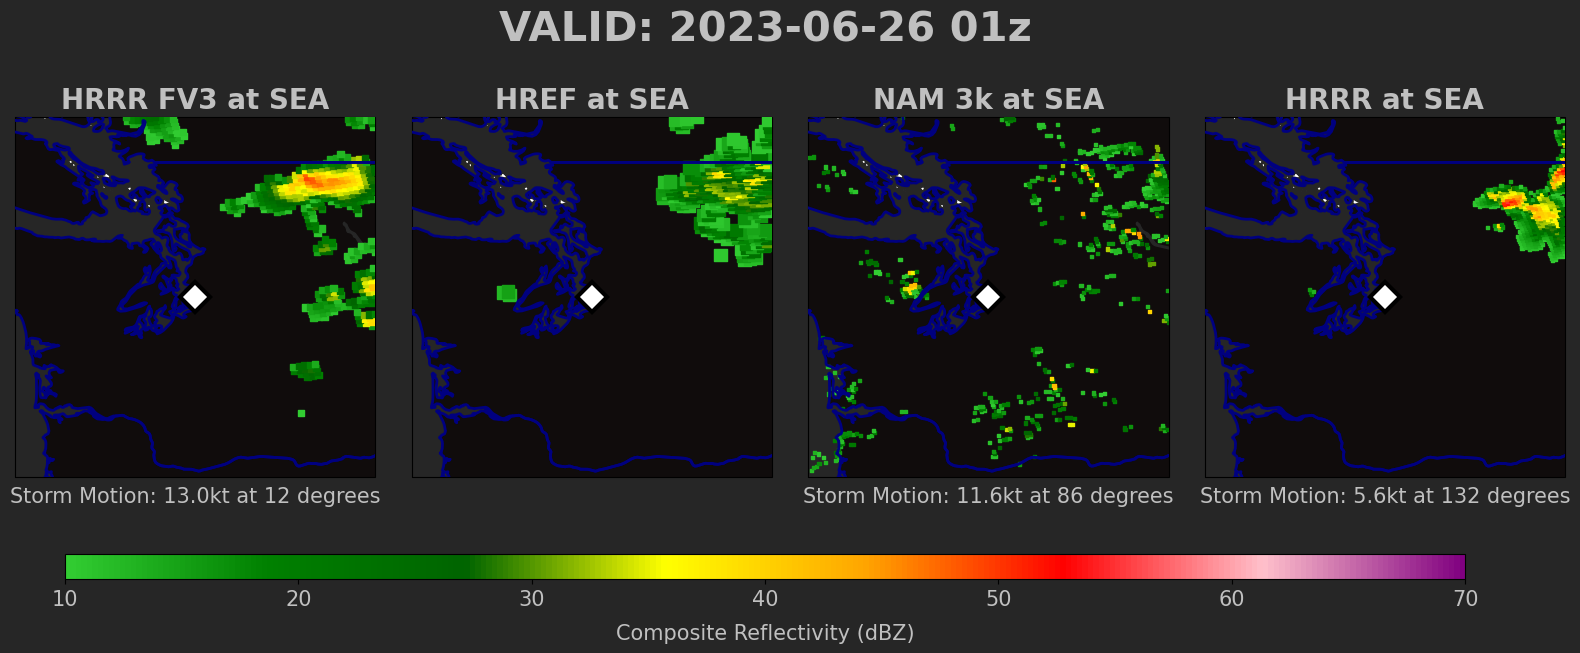 VALID: 2023-06-26 01z
HRRR FV3 at SEA
HREF at SEA
NAM 3k at SEA
HRRR at SEA
Storm Motion: 13.0kt at 12 degrees
Storm Motion: 11.6kt at 86 degrees
Storm Motion: 5.6kt at 132 degrees
10 20 30 40 50 60 70
Composite Reflectivity (dBZ)